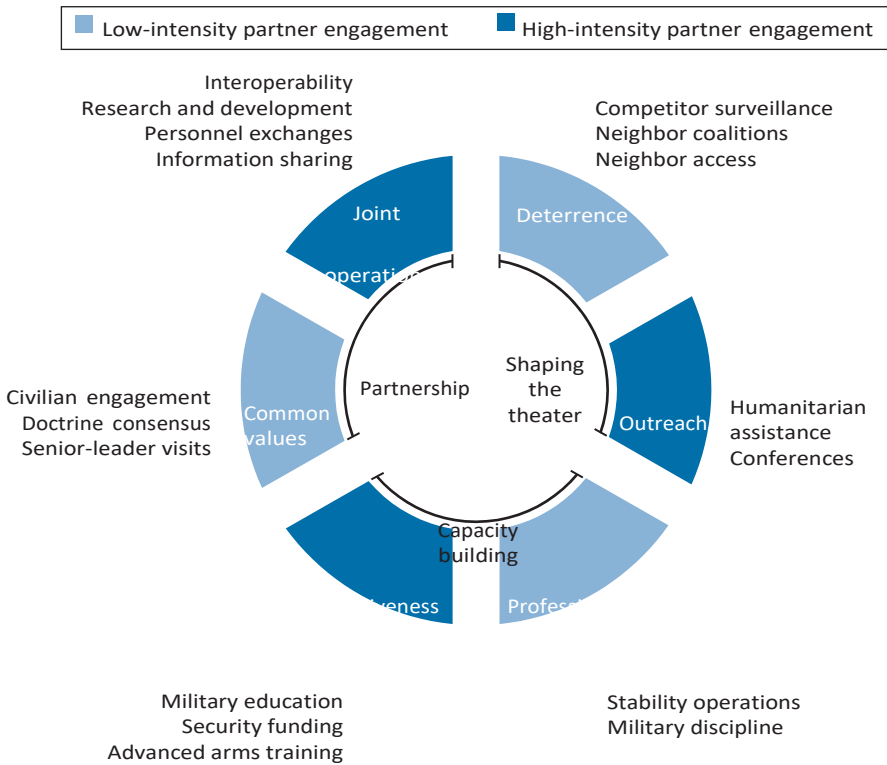 Low-intensity partner engagement
High-intensity partner engagement
Interoperability
Research and development
Personnel exchanges
Information sharing
Competitor surveillance
Neighbor coalitions
Neighbor access
Joint
operation
Deterrence
Partnership
Shaping
the
theater
Civilian engagement
Doctrine consensus
Senior-leader visits
Common
values
Outreach
Humanitarian
assistance
Conferences
Capacity
building
Military education
Security funding
Advanced arms training
Stability operations
Military discipline